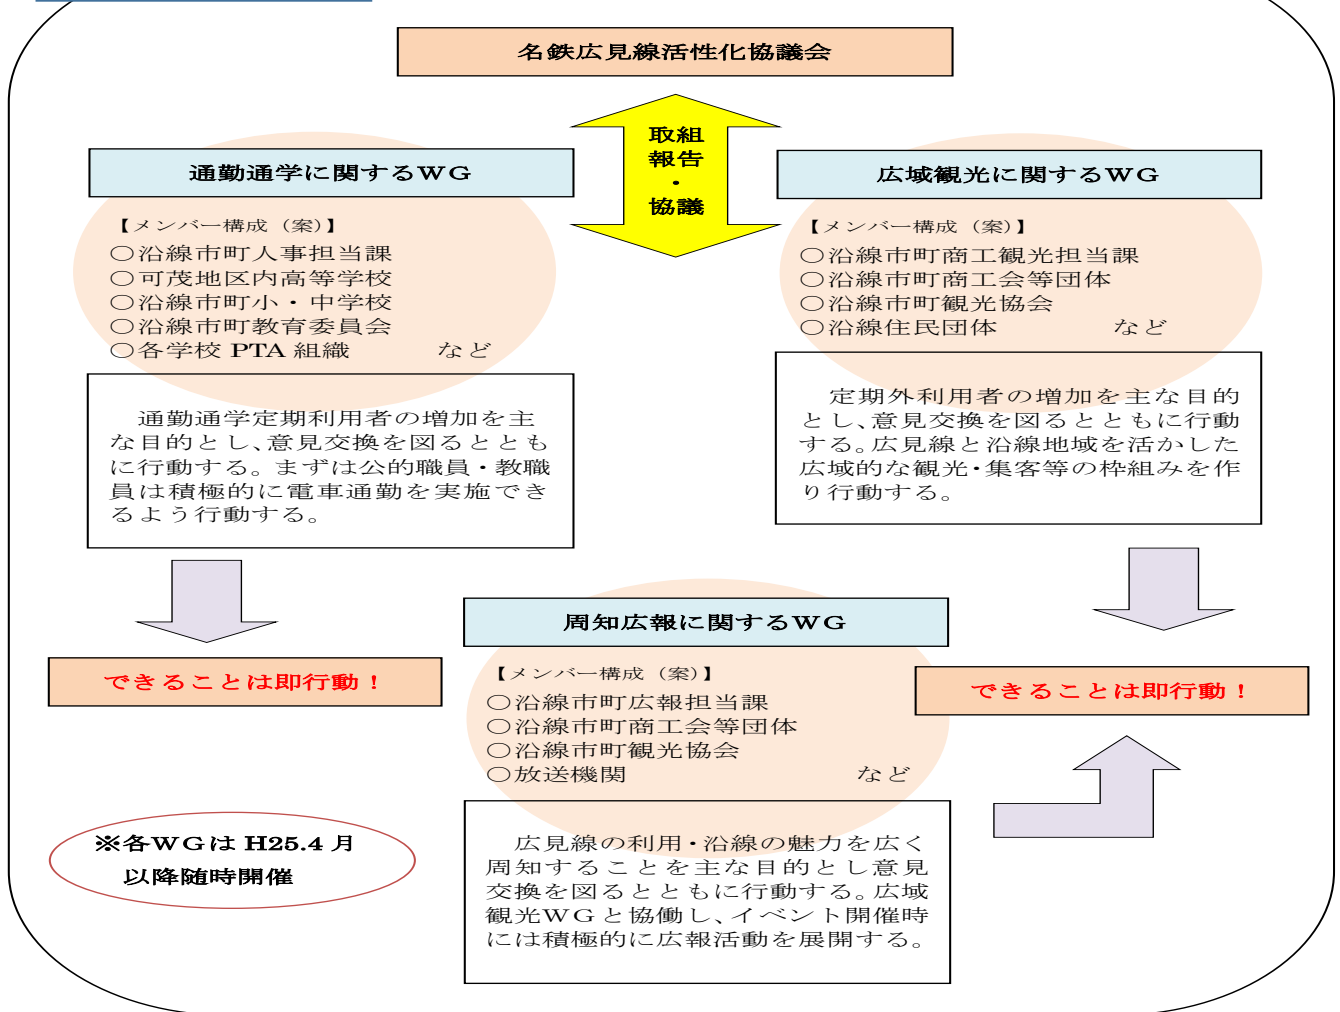 名鉄広見線活性化協議会
取組
報告
・
協議
通勤通学に関するＷＧ
【メンバー構成（案）】
○沿線市町人事担当課
○可茂地区内高等学校
○沿線市町小・中学校
○沿線市町教育委員会
○各学校 PTA 組織　　　など
通勤通学定期利用者の増加を主
な目的とし、意見交換を図るととも
に行動する。まずは公的職員・教職
員は積極的に電車通勤を実施でき
るよう行動する。
できることは即行動！
広域観光に関するＷＧ
【メンバー構成（案）】
○沿線市町商工観光担当課
○沿線市町商工会等団体
○沿線市町観光協会
○沿線住民団体　　　　など
定期外利用者の増加を主な目的
とし、意見交換を図るとともに行動
する。広見線と沿線地域を活かした
広域的な観光・集客等の枠組みを作
り行動する。
できることは即行動！
周知広報に関するＷＧ
【メンバー構成（案）】
○沿線市町広報担当課
○沿線市町商工会等団体
○沿線市町観光協会
○放送機関　　　　　　　　など
広見線の利用・沿線の魅力を広く
周知することを主な目的とし意見
交換を図るとともに行動する。広域
観光ＷＧと協働し、イベント開催時
には積極的に広報活動を展開する。
※各ＷＧは H25.4 月
以降随時開催